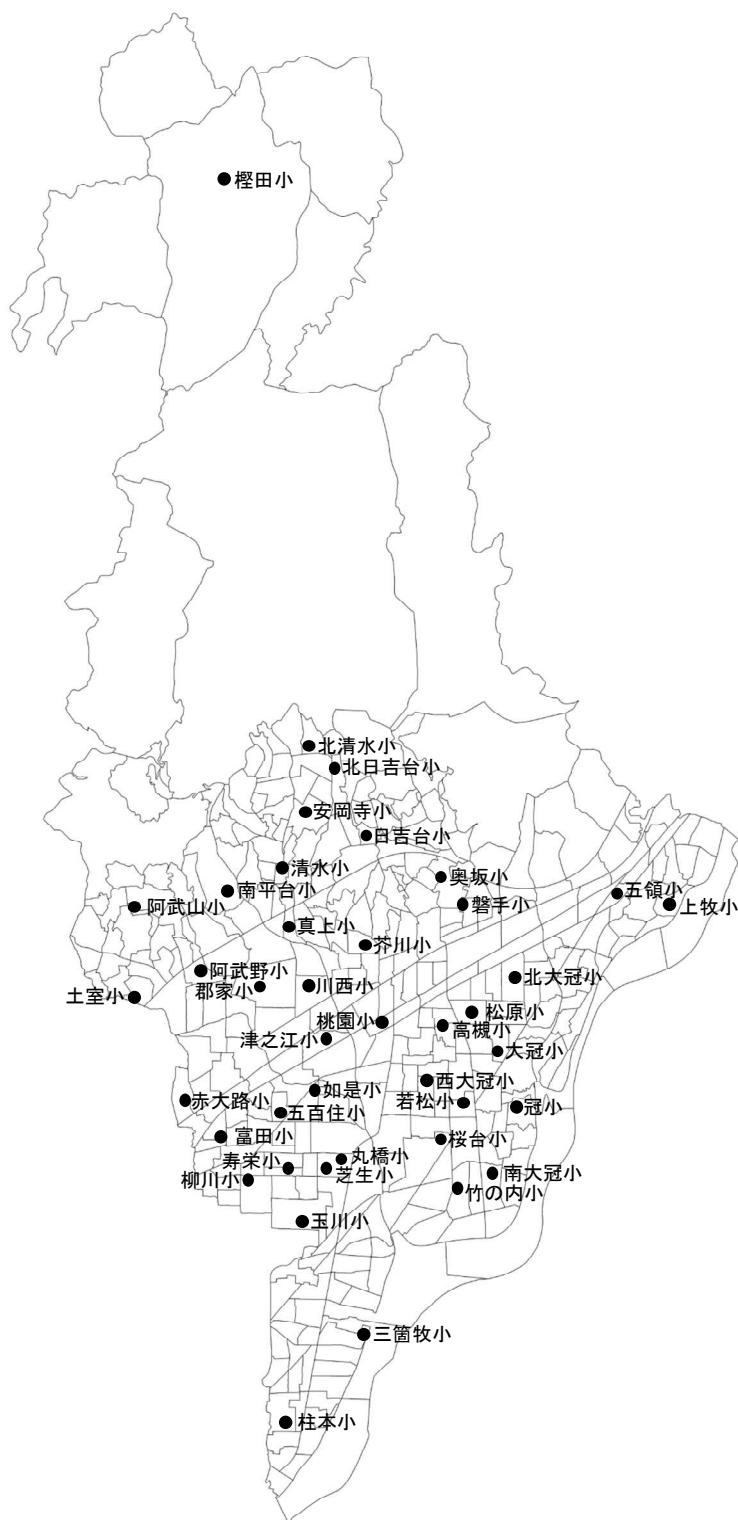 樫田小
北清水小
北日吉台小
安岡寺小
日吉台小
清水小
奥坂小
南平台小
五領小
阿武山小
磐手小
上牧小
真上小
芥川小
阿武野小
北大冠小
郡家小
川西小
土室小
松原小
桃園小
高槻小
津之江小
大冠小
西大冠小
如是小
赤大路小
若松小
冠小
五百住小
富田小
桜台小
丸橋小
寿栄小
芝生小
南大冠小
柳川小
竹の内小
玉川小
三箇牧小
柱本小